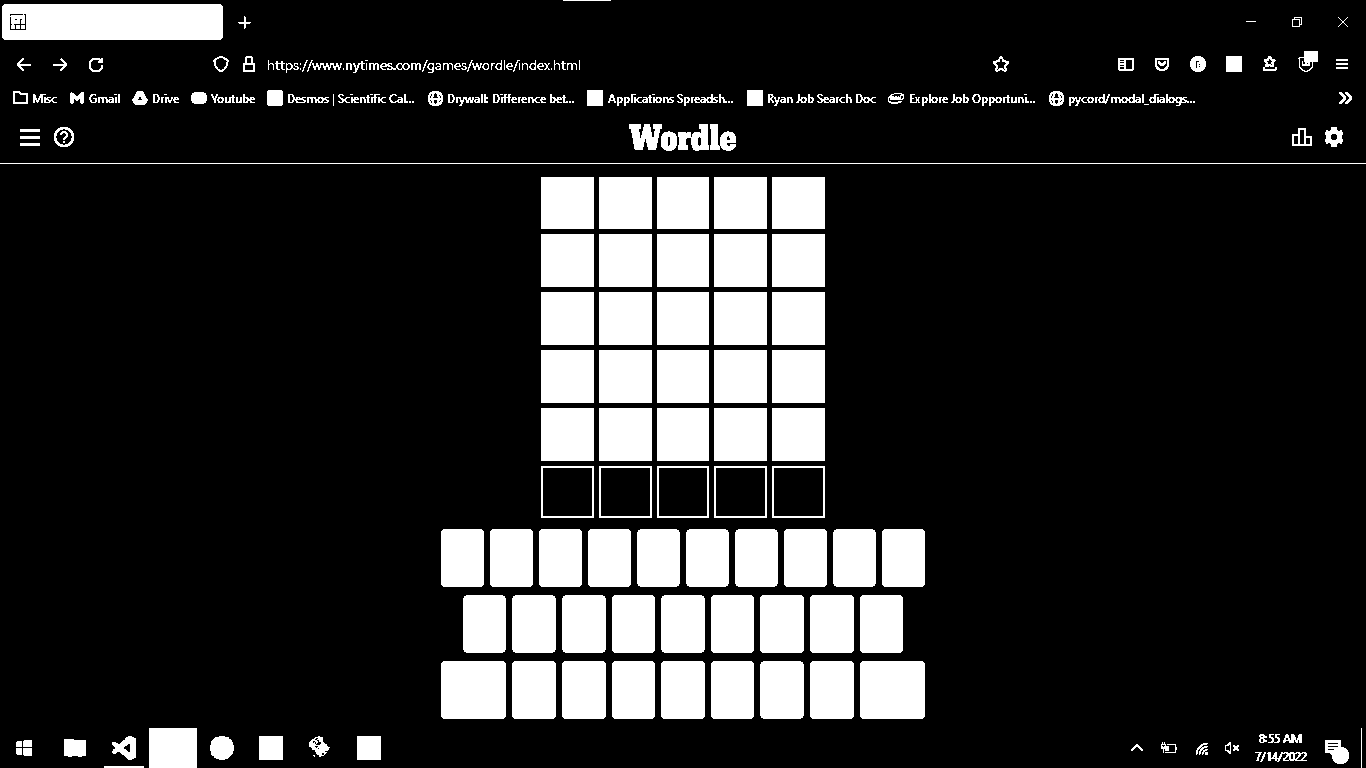 https://www.nytimes.com/games/wordle/index.html
Misc Gmail Drive Youtube Desmos | Scientific Cal... Drywall: Difference bet... Applications Spreadsh... Ryan Job Search Doc Explore Job Opportuni... pycord/modal_dialogs...
Wordle
8:55 AM
7/14/2022